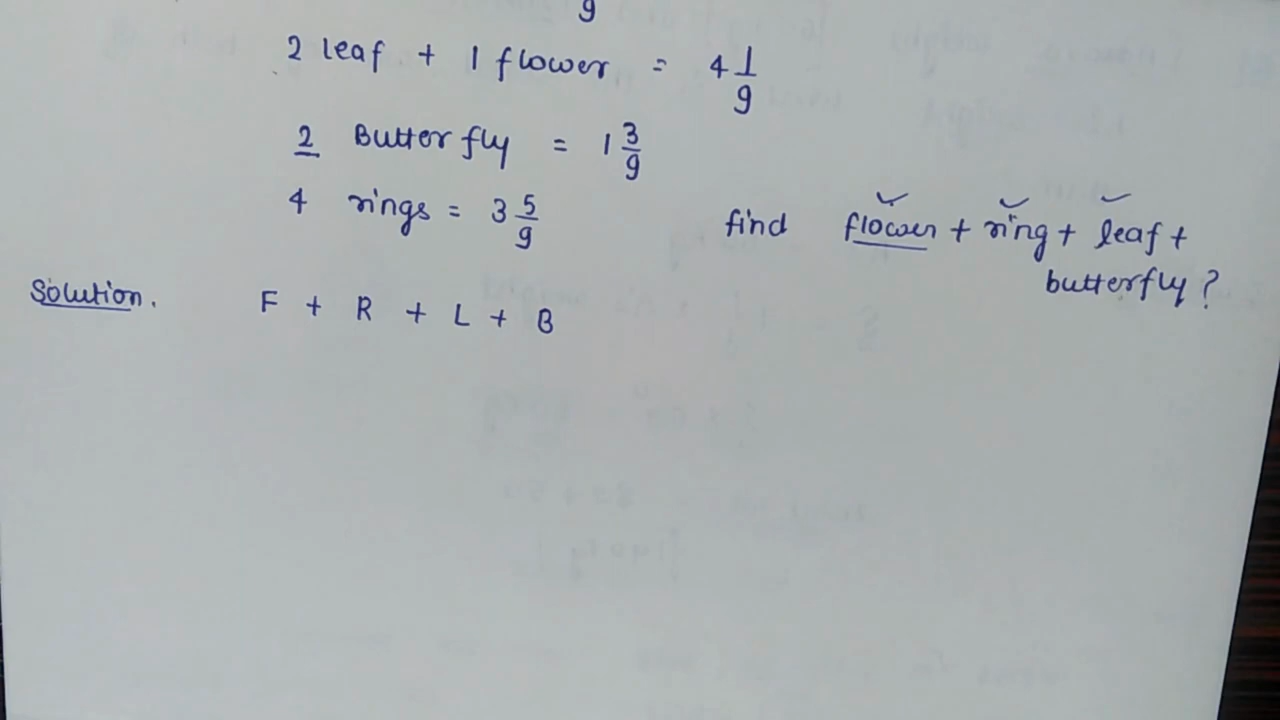 9
2 leaf + 1 flower = 4 1/9
2 Butterfly = 1 3/9
4 rings = 3 5/9
find flower + ring + leaf +
butterfly ?
Solution. F + R + L + B